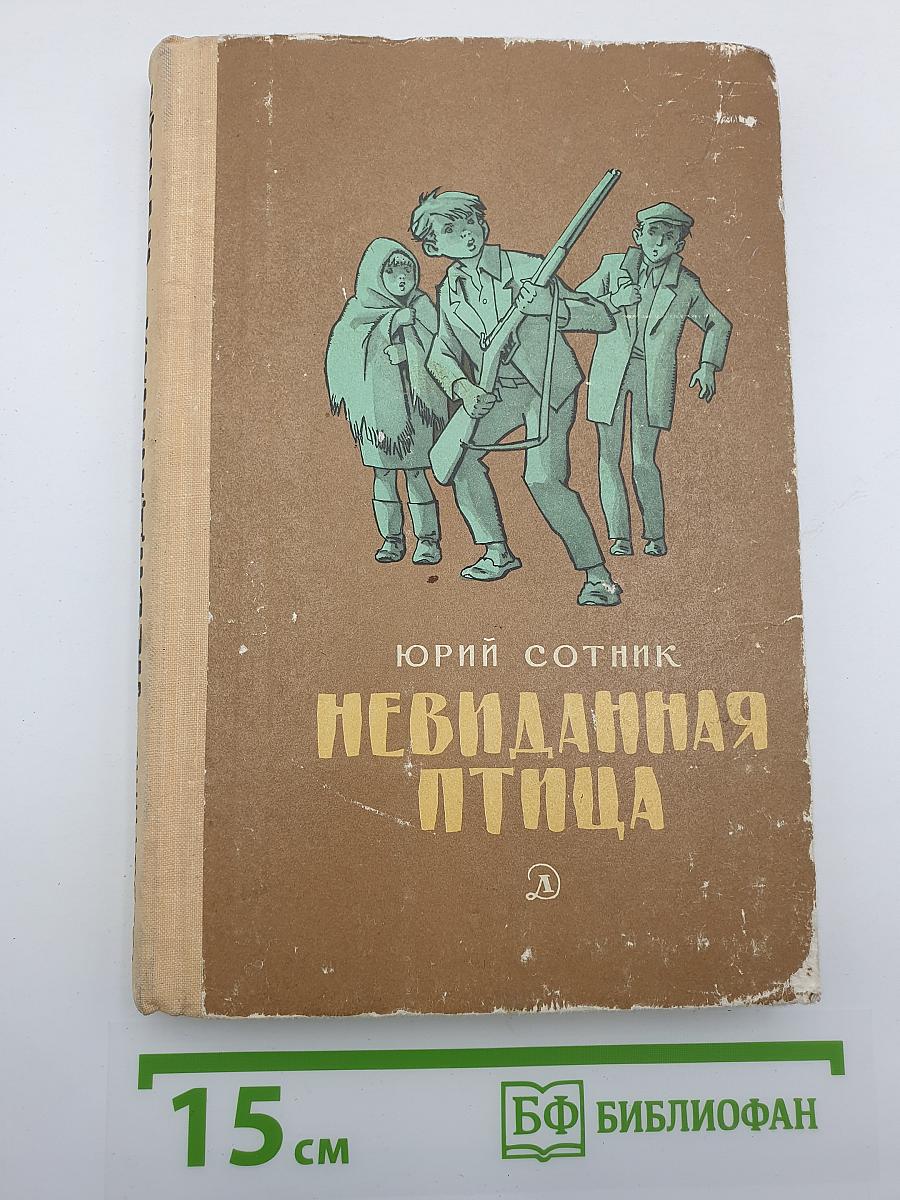 ЮРИЙ СОТНИК
НЕВИДАННАЯ
ПТИЦА
Д
15 см
БФ БИБЛИОФАН